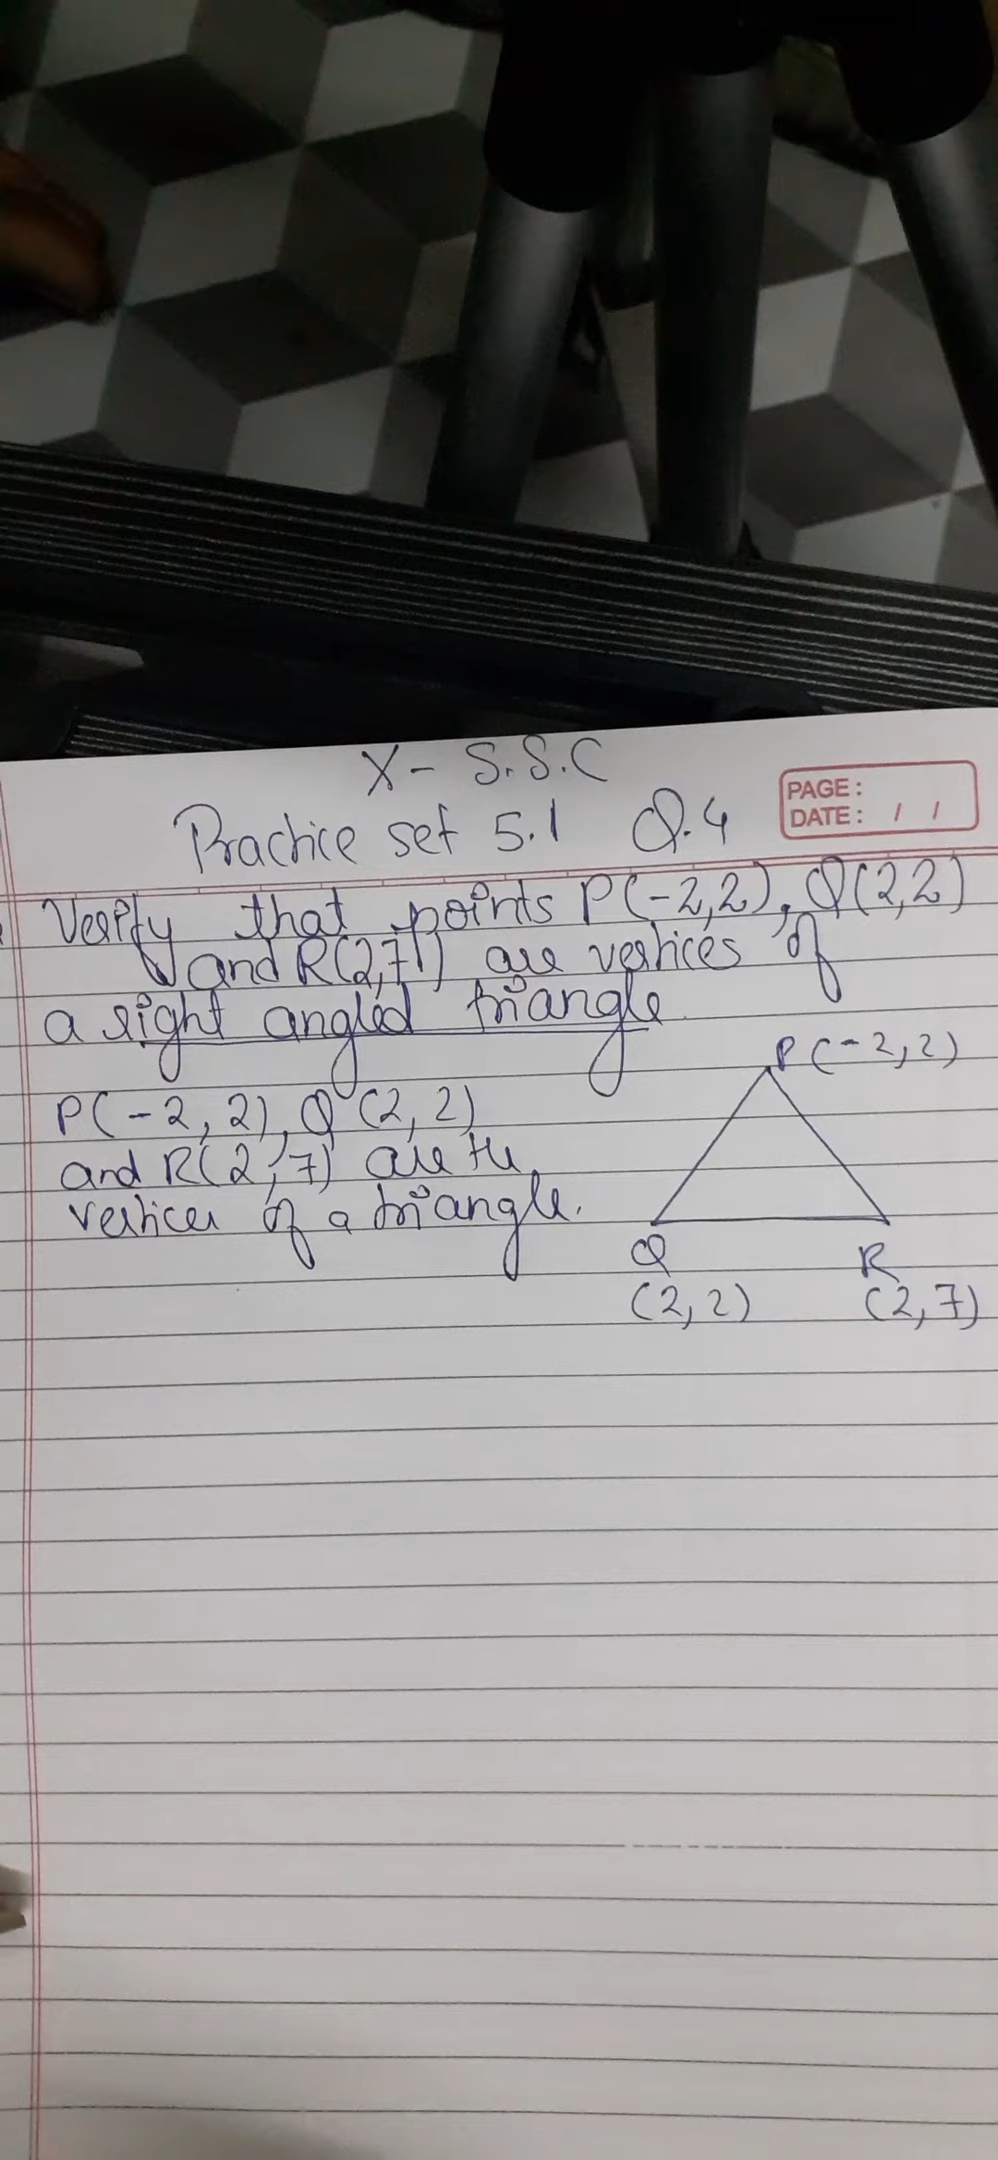 X - S.S.C
Practice set 5.1 Q.4
PAGE :
DATE : / /
Verify that points P(-2,2), Q(2,2)
and R(2,7) are vertices of
a right angled triangle.
P(-2, 2), Q (2, 2)
and R(2, 7) are the
vertices of a triangle.
P(-2, 2)
Q R
(2, 2) (2, 7)